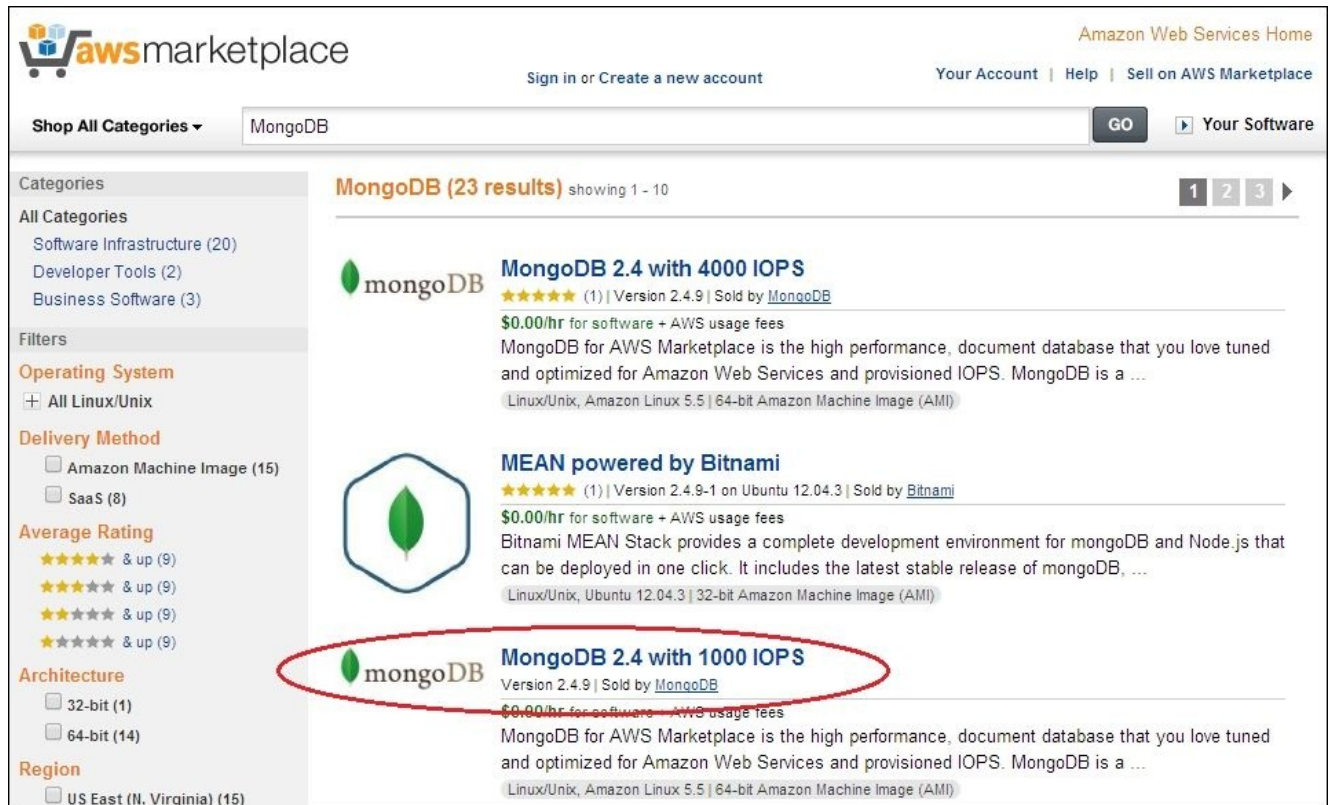 awsmarketplace
Amazon Web Services Home
Sign in or Create a new account
Your Account | Help | Sell on AWS Marketplace
Shop All Categories
MongoDB
GO
Your Software
Categories
All Categories
Software Infrastructure (20)
Developer Tools (2)
Business Software (3)
Filters
Operating System
All Linux/Unix
Delivery Method
Amazon Machine Image (15)
SaaS (8)
Average Rating
& up (9)
& up (9)
& up (9)
& up (9)
Architecture
32-bit (1)
64-bit (14)
Region
US East (N. Virginia) (15)
MongoDB (23 results) showing 1 - 10
1 2 3
mongoDB
MongoDB 2.4 with 4000 IOPS
(1) | Version 2.4.9 | Sold by MongoDB
$0.00/hr for software + AWS usage fees
MongoDB for AWS Marketplace is the high performance, document database that you love tuned
and optimized for Amazon Web Services and provisioned IOPS. MongoDB is a ...
Linux/Unix, Amazon Linux 5.5 | 64-bit Amazon Machine Image (AMI)
MEAN powered by Bitnami
(1) | Version 2.4.9-1 on Ubuntu 12.04.3 | Sold by Bitnami
$0.00/hr for software + AWS usage fees
Bitnami MEAN Stack provides a complete development environment for mongoDB and Node.js that
can be deployed in one click. It includes the latest stable release of mongoDB, ...
Linux/Unix, Ubuntu 12.04.3 | 32-bit Amazon Machine Image (AMI)
mongoDB
MongoDB 2.4 with 1000 IOPS
Version 2.4.9 | Sold by MongoDB
$0.00/hr for software + AWS usage fees
MongoDB for AWS Marketplace is the high performance, document database that you love tuned
and optimized for Amazon Web Services and provisioned IOPS. MongoDB is a ...
Linux/Unix, Amazon Linux 5.5 | 64-bit Amazon Machine Image (AMI)